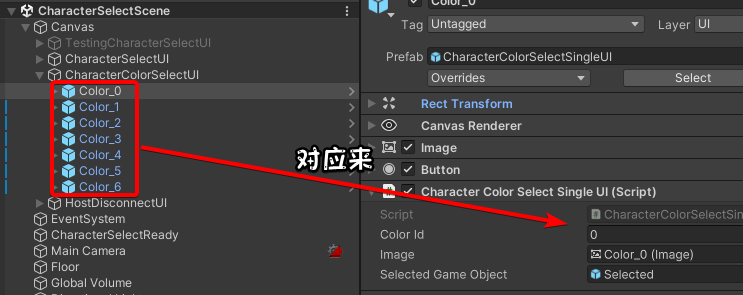 CharacterSelectScene
Canvas
TestingCharacterSelectUI
CharacterSelectUI
CharacterColorSelectUI
Color_0
Color_1
Color_2
Color_3
Color_4
Color_5
Color_6
HostDisconnectUI
EventSystem
CharacterSelectReady
Main Camera
Floor
Global Volume
对应来
Color_0
Tag Untagged Layer UI
Prefab CharacterColorSelectSingleUI
Overrides Select
Rect Transform
Canvas Renderer
Image
Button
Character Color Select Single UI (Script)
Script CharacterColorSelectSin
Color Id 0
Image Color_0 (Image)
Selected Game Object Selected